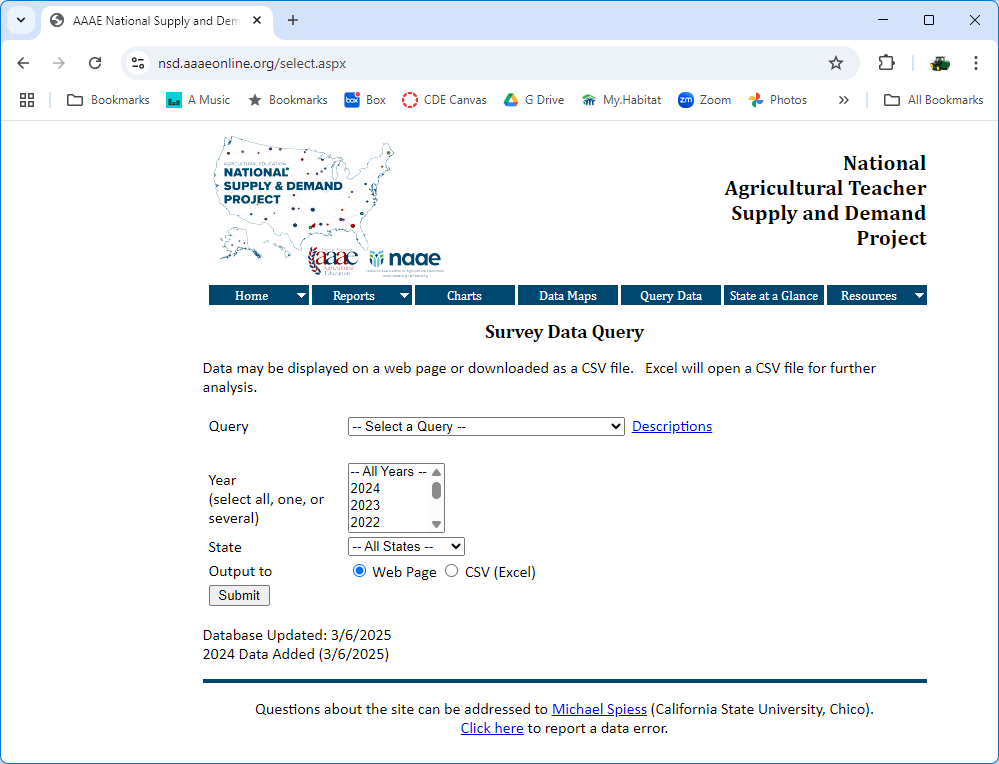 AAAE National Supply and Dem
nsd.aaaeonline.org/select.aspx
Bookmarks A Music Bookmarks box Box CDE Canvas G Drive My.Habitat zm Zoom Photos » All Bookmarks
AGRICULTURAL EDUCATION
NATIONAL
SUPPLY & DEMAND
PROJECT
aaae
Agricultural
Education
naae
National
Agricultural Teacher
Supply and Demand
Project
Home Reports Charts Data Maps Query Data State at a Glance Resources
Survey Data Query
Data may be displayed on a web page or downloaded as a CSV file. Excel will open a CSV file for further
analysis.
Query -- Select a Query -- Descriptions
Year
(select all, one, or
several)
-- All Years --
2024
2023
2022
State -- All States --
Output to Web Page CSV (Excel)
Submit
Database Updated: 3/6/2025
2024 Data Added (3/6/2025)
Questions about the site can be addressed to Michael Spiess (California State University, Chico).
Click here to report a data error.